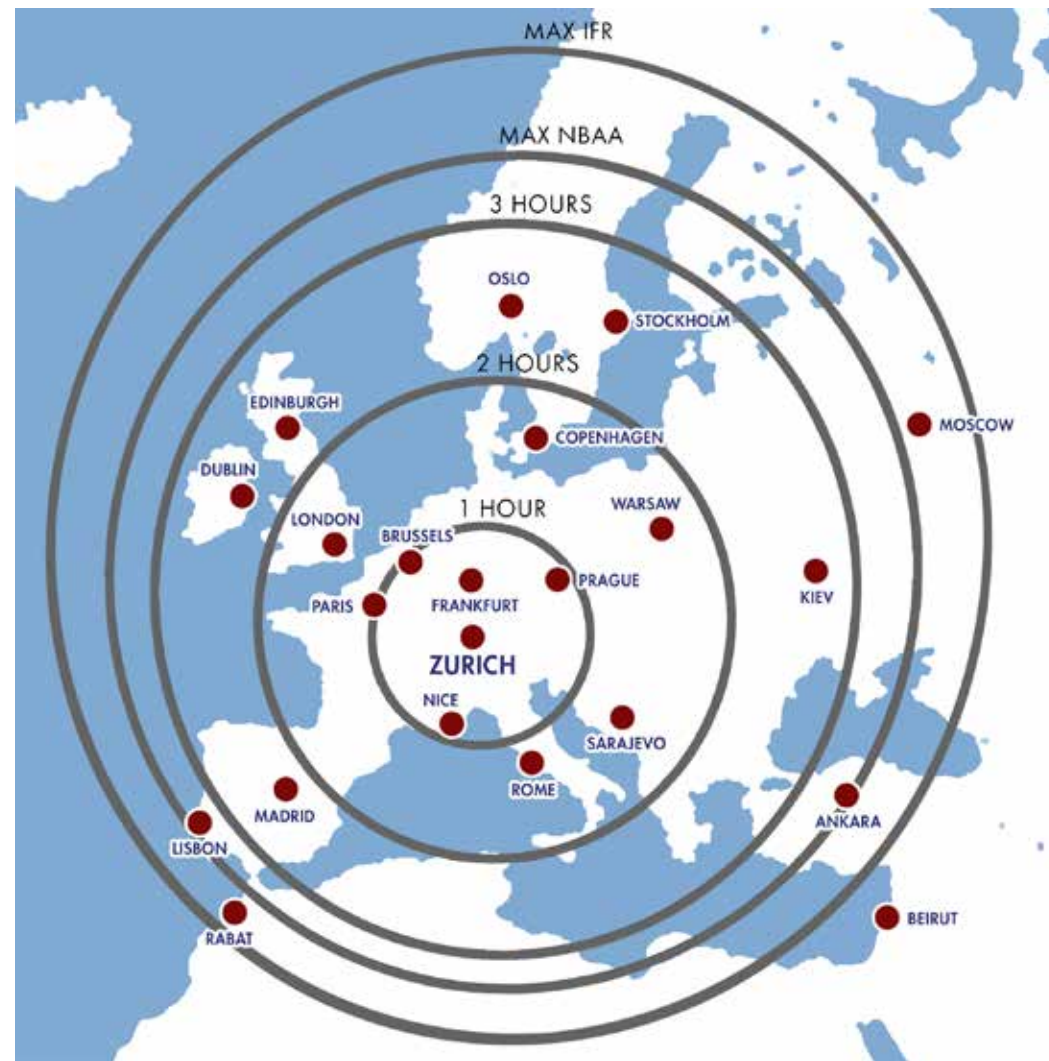 MAX IFR
MAX NBAA
3 HOURS
OSLO
STOCKHOLM
2 HOURS
EDINBURGH
MOSCOW
COPENHAGEN
DUBLIN
WARSAW
1 HOUR
LONDON
BRUSSELS
PRAGUE
KIEV
PARIS
FRANKFURT
ZURICH
NICE
SARAJEVO
ROME
MADRID
ANKARA
LISBON
BEIRUT
RABAT